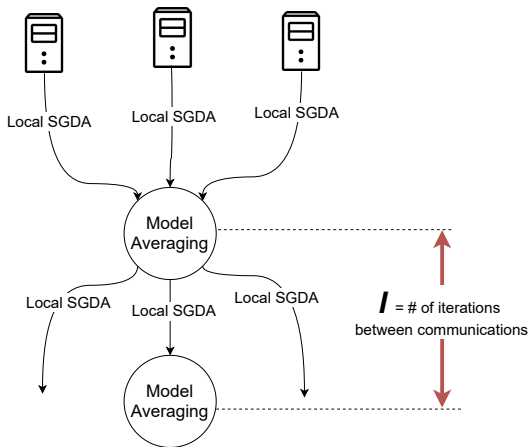 Local SGDA
Local SGDA
Local SGDA
Model
Averaging
Local SGDA
Local SGDA
Local SGDA
I = # of iterations
between communications
Model
Averaging